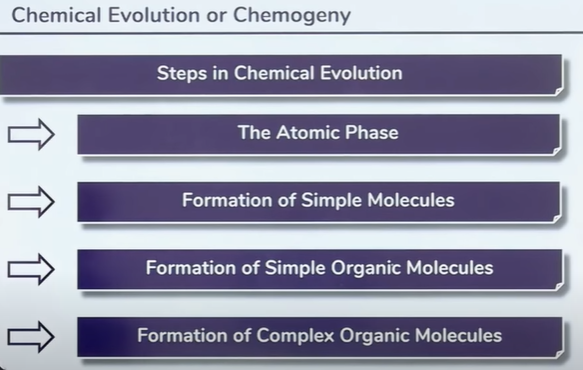 Chemical Evolution or Chemogeny
Steps in Chemical Evolution
The Atomic Phase
Formation of Simple Molecules
Formation of Simple Organic Molecules
Formation of Complex Organic Molecules